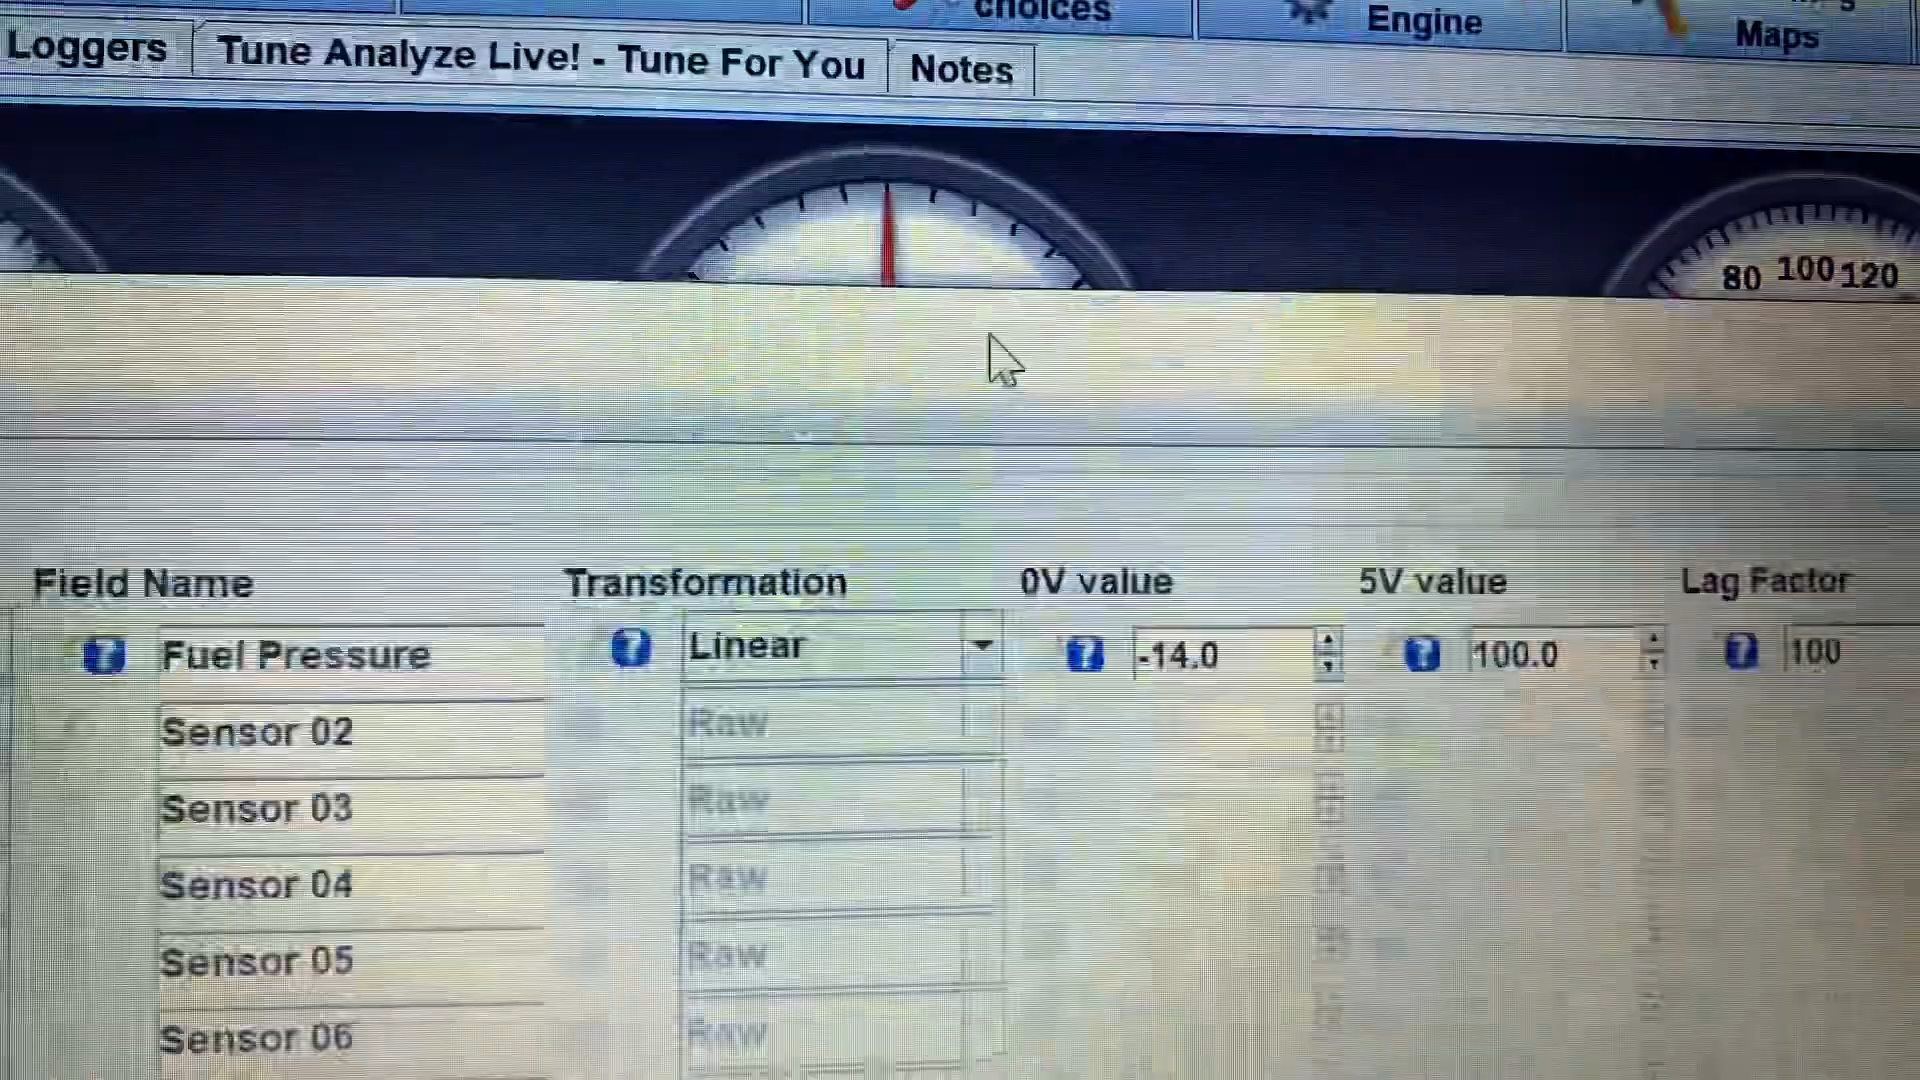 choices
Engine
Maps
Loggers
Tune Analyze Live! - Tune For You
Notes
80 100 120
Field Name Transformation 0V value 5V value Lag Factor
Fuel Pressure Linear -14.0 100.0 100
Sensor 02 Raw
Sensor 03 Raw
Sensor 04 Raw
Sensor 05 Raw
Sensor 06 Raw